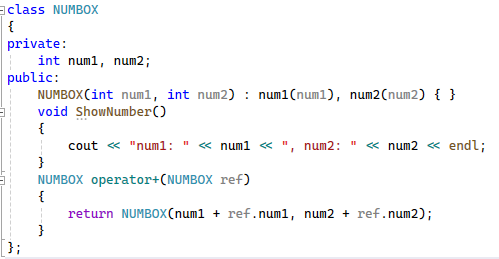 class NUMBOX
{
private:
    int num1, num2;
public:
    NUMBOX(int num1, int num2) : num1(num1), num2(num2) { }
    void ShowNumber()
    {
        cout << "num1: " << num1 << ", num2: " << num2 << endl;
    }
    NUMBOX operator+(NUMBOX ref)
    {
        return NUMBOX(num1 + ref.num1, num2 + ref.num2);
    }
};